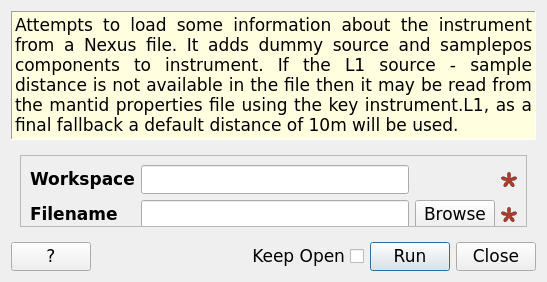 Attempts to load some information about the instrument
from a Nexus file. It adds dummy source and samplepos
components to instrument. If the L1 source - sample
distance is not available in the file then it may be read from
the mantid properties file using the key instrument.L1, as a
final fallback a default distance of 10m will be used.
Workspace
Filename Browse
? Keep Open Run Close